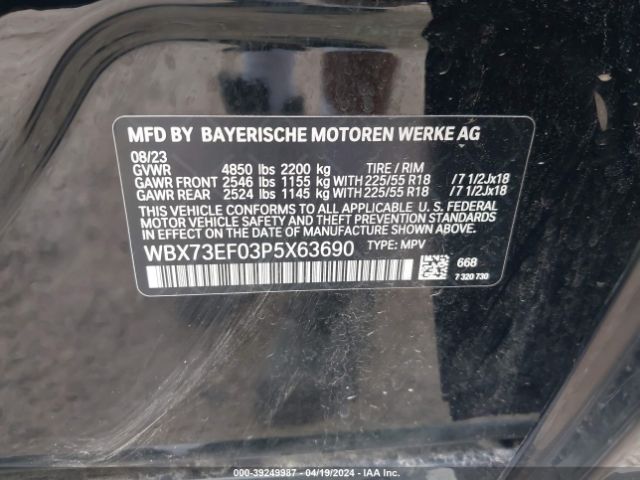 MFD BY BAYERISCHE MOTOREN WERKE AG
08/23
GVWR 4850 lbs 2200 kg TIRE / RIM
GAWR FRONT 2546 lbs 1155 kg WITH 225/55 R18 /7 1/2Jx18
GAWR REAR 2524 lbs 1145 kg WITH 225/55 R18 /7 1/2Jx18
THIS VEHICLE CONFORMS TO ALL APPLICABLE U. S. FEDERAL
MOTOR VEHICLE SAFETY, BUMPER, AND THEFT PREVENTION
STANDARDS IN EFFECT ON THE DATE OF MANUFACTURE SHOWN ABOVE.
WBX73EF03P5X63690 TYPE: MPV
668
7 320 730
000-39249987 - 04/19/2024 - IAA Inc.